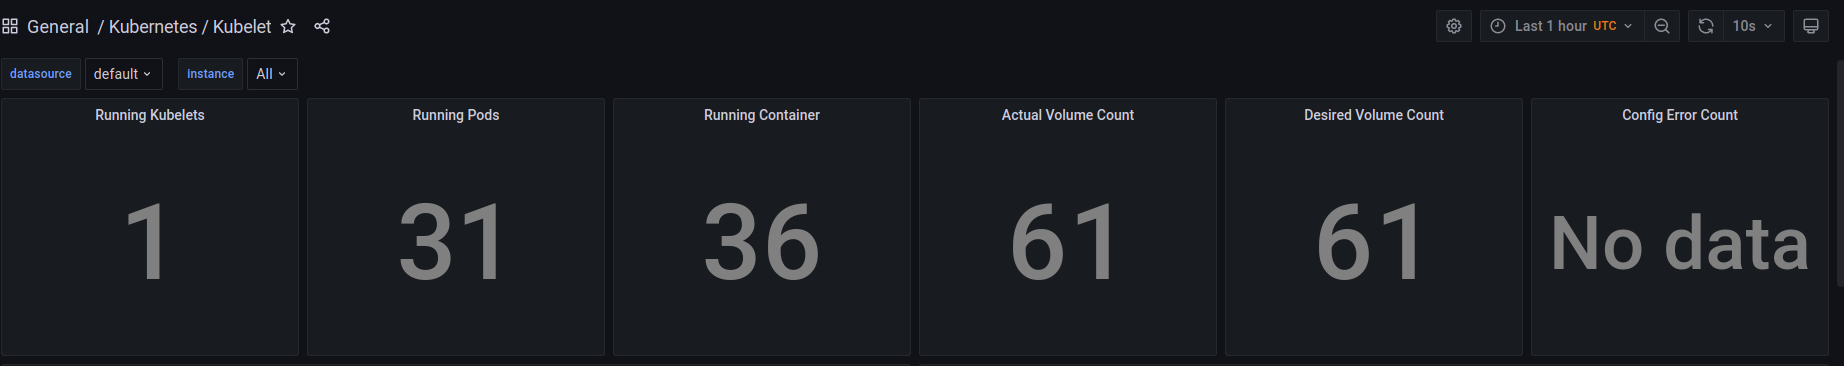 General / Kubernetes / Kubelet
Last 1 hour UTC
10s
datasource default instance All
Running Kubelets
1
Running Pods
31
Running Container
36
Actual Volume Count
61
Desired Volume Count
61
Config Error Count
No data